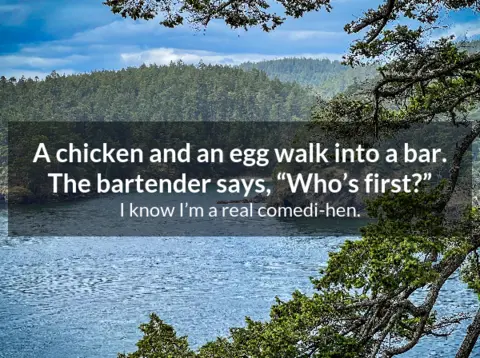 A chicken and an egg walk into a bar.
The bartender says, “Who’s first?”
I know I’m a real comedi-hen.